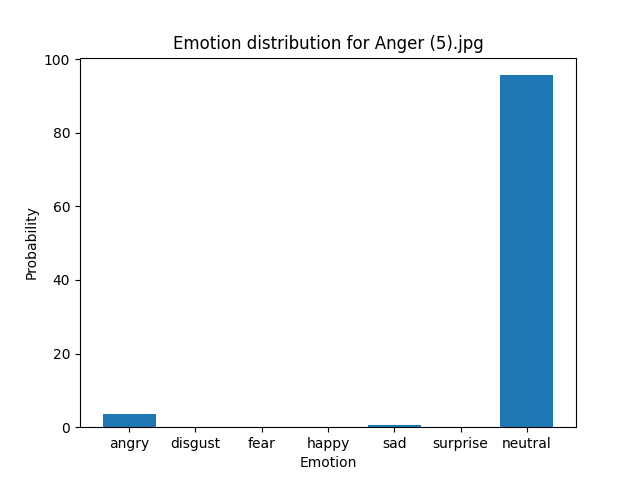 Emotion distribution for Anger (5).jpg
100
80
60
40
20
0
Probability
angry disgust fear happy sad surprise neutral
Emotion